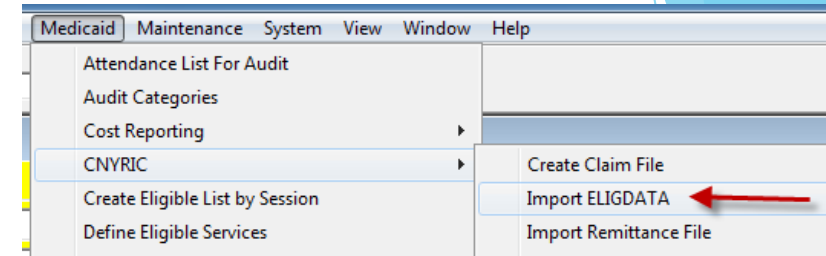 Medicaid Maintenance System View Window Help
Attendance List For Audit
Audit Categories
Cost Reporting
CNYRIC
Create Claim File
Create Eligible List by Session
Import ELIGDATA
Define Eligible Services
Import Remittance File